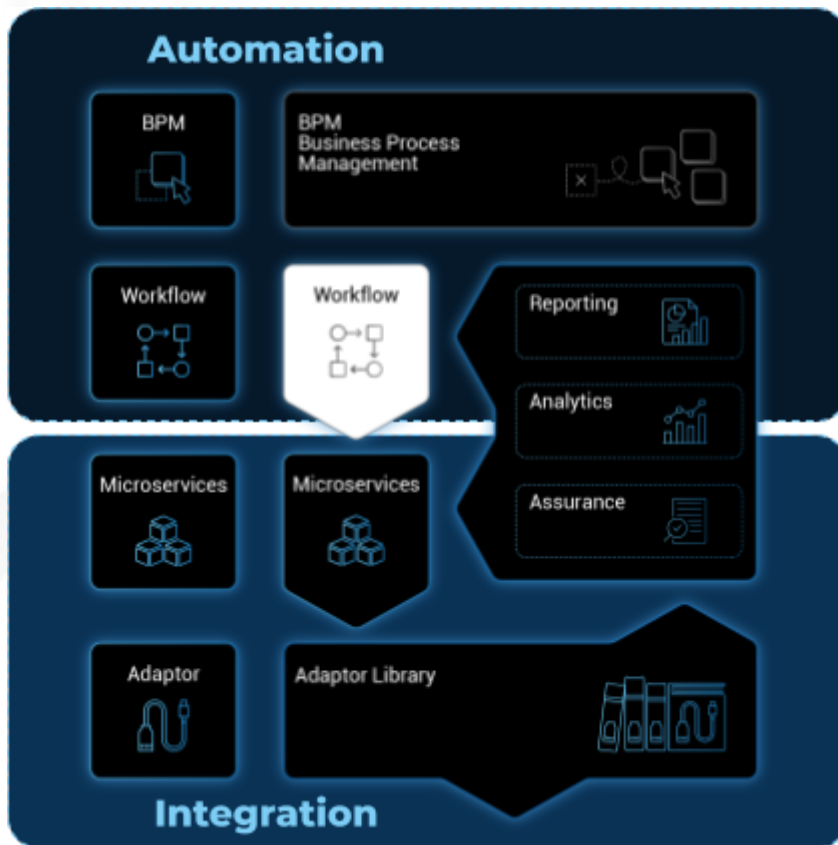 Automation
BPM
BPM
Business Process
Management
Workflow
Workflow
Reporting
Analytics
Microservices
Microservices
Assurance
Adaptor
Adaptor Library
Integration